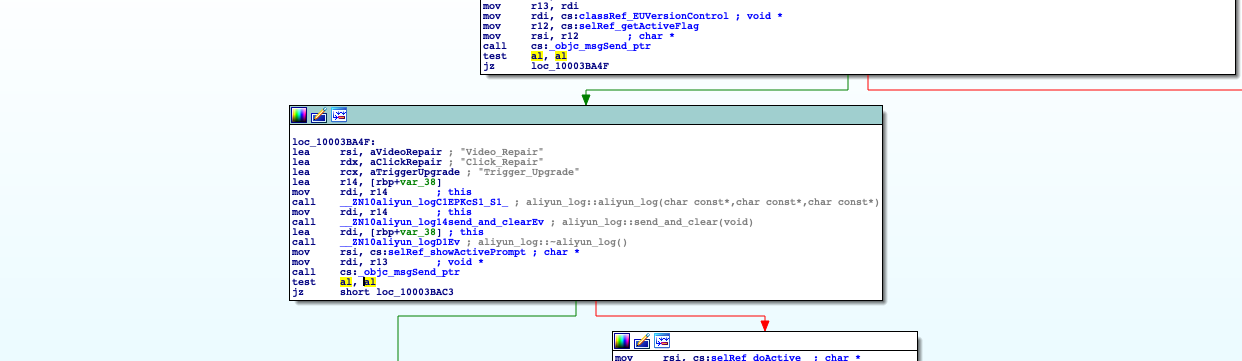 mov r13, rdi
mov rdi, cs:classRef_EUVersionControl ; void *
mov r12, cs:selRef_getActiveFlag
mov rsi, r12 ; char *
call cs:_objc_msgSend_ptr
test al, al
jz loc_10003BA4F
loc_10003BA4F:
lea rsi, aVideoRepair ; "Video_Repair"
lea rdx, aClickRepair ; "Click_Repair"
lea rcx, aTriggerUpgrade ; "Trigger_Upgrade"
lea r14, [rbp+var_38]
mov rdi, r14 ; this
call __ZN10aliyun_logC1EPKcS1_S1_ ; aliyun_log::aliyun_log(char const*,char const*,char const*)
mov rdi, r14 ; this
call __ZN10aliyun_log14send_and_clearEv ; aliyun_log::send_and_clear(void)
lea rdi, [rbp+var_38] ; this
call __ZN10aliyun_logD1Ev ; aliyun_log::~aliyun_log()
mov rsi, cs:selRef_showActivePrompt ; char *
mov rdi, r13 ; void *
call cs:_objc_msgSend_ptr
test al, al
jz short loc_10003BAC3
mov rsi, cs:selRef_doActive ; char *